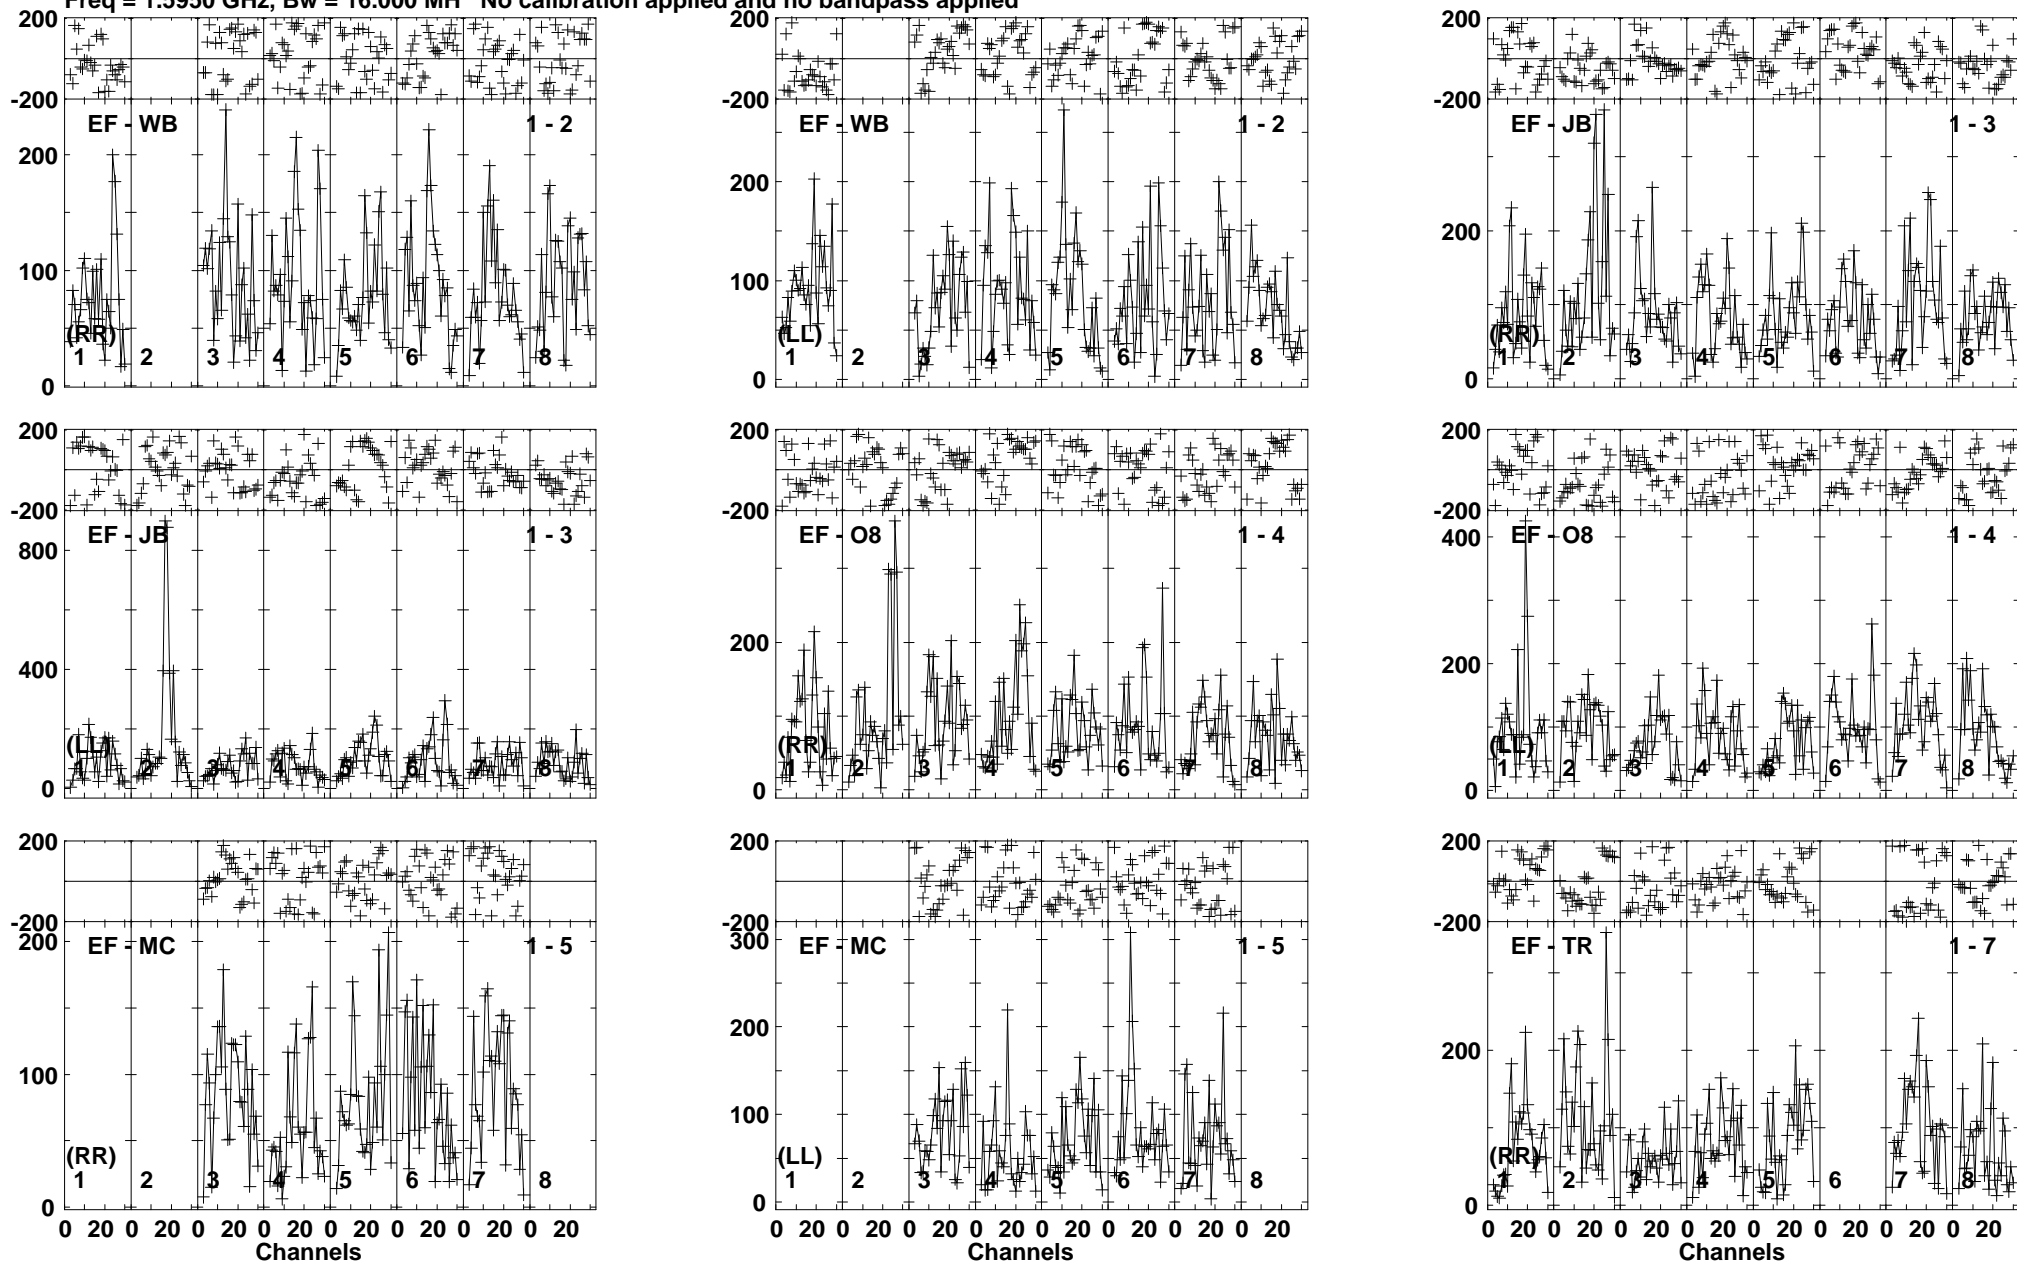 Freq = 1.5950 GHz, Bw = 16.000 MH No calibration applied and no bandpass applied
200 200 200
-200 -200 -200
EF - WB 1 - 2 EF - WB 1 - 2 EF - JB 1 - 3
200 200 200
100 100
(RR) (LL) (RR)
1 2 3 4 5 6 7 8 1 2 3 4 5 6 7 8 1 2 3 4 5 6 7 8
0 0 0
200 200 200
-200 -200 -200
EF - JB 1 - 3 EF - O8 1 - 4 EF - O8 1 - 4
800 400
400 200 200
(LL) (RR) (LL)
1 2 3 4 5 6 7 8 1 2 3 4 5 6 7 8 1 2 3 4 5 6 7 8
0 0 0
200 200 200
-200 -200 -200
EF - MC 1 - 5 EF - MC 1 - 5 EF - TR 1 - 7
200 300
200 200
100 100
(RR) (LL) (RR)
1 2 3 4 5 6 7 8 1 2 3 4 5 6 7 8 1 2 3 4 5 6 7 8
0 0 0
0 20 0 20 0 20 0 20 0 20 0 20 0 20 0 20 0 20 0 20 0 20 0 20 0 20 0 20 0 20 0 20 0 20 0 20 0 20 0 20 0 20 0 20 0 20 0 20
Channels Channels Channels